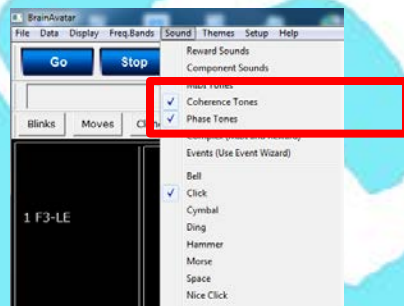 BrainAvatar
File Data Display Freq.Bands Sound Themes Setup Help
Go Stop
Reward Sounds
Component Sounds
Tones
Coherence Tones
Phase Tones
Blinks Moves
Events (Use Event Wizard)
Bell
Click
Cymbal
1 F3-LE
Ding
Hammer
Morse
Space
Nice Click